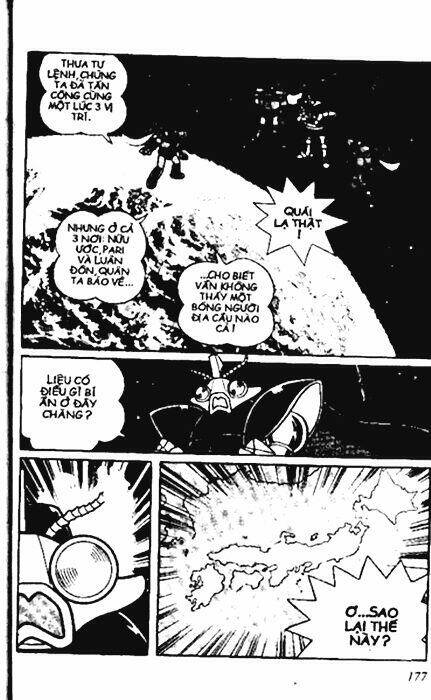 THƯA TƯ
LỆNH, CHÚNG
TA ĐÃ TẤN
CÔNG CÙNG
MỘT LÚC 3 VỊ
TRÍ.
QUÁI
LẠ THẬT
!
NHƯNG Ở CẢ
3 NƠI: NỮU
ƯỚC, PARI
VÀ LUÂN
ĐÔN, QUÂN
TA BÁO VỀ...
...CHO BIẾT
VẪN KHÔNG
THẤY MỘT
BÓNG NGƯỜI
ĐỊA CẦU NÀO
CẢ!
LIỆU CÓ
ĐIỀU GÌ BÍ
ẨN Ở ĐÂY
CHĂNG?
Ơ...SAO
LẠI THẾ
NÀY?
177